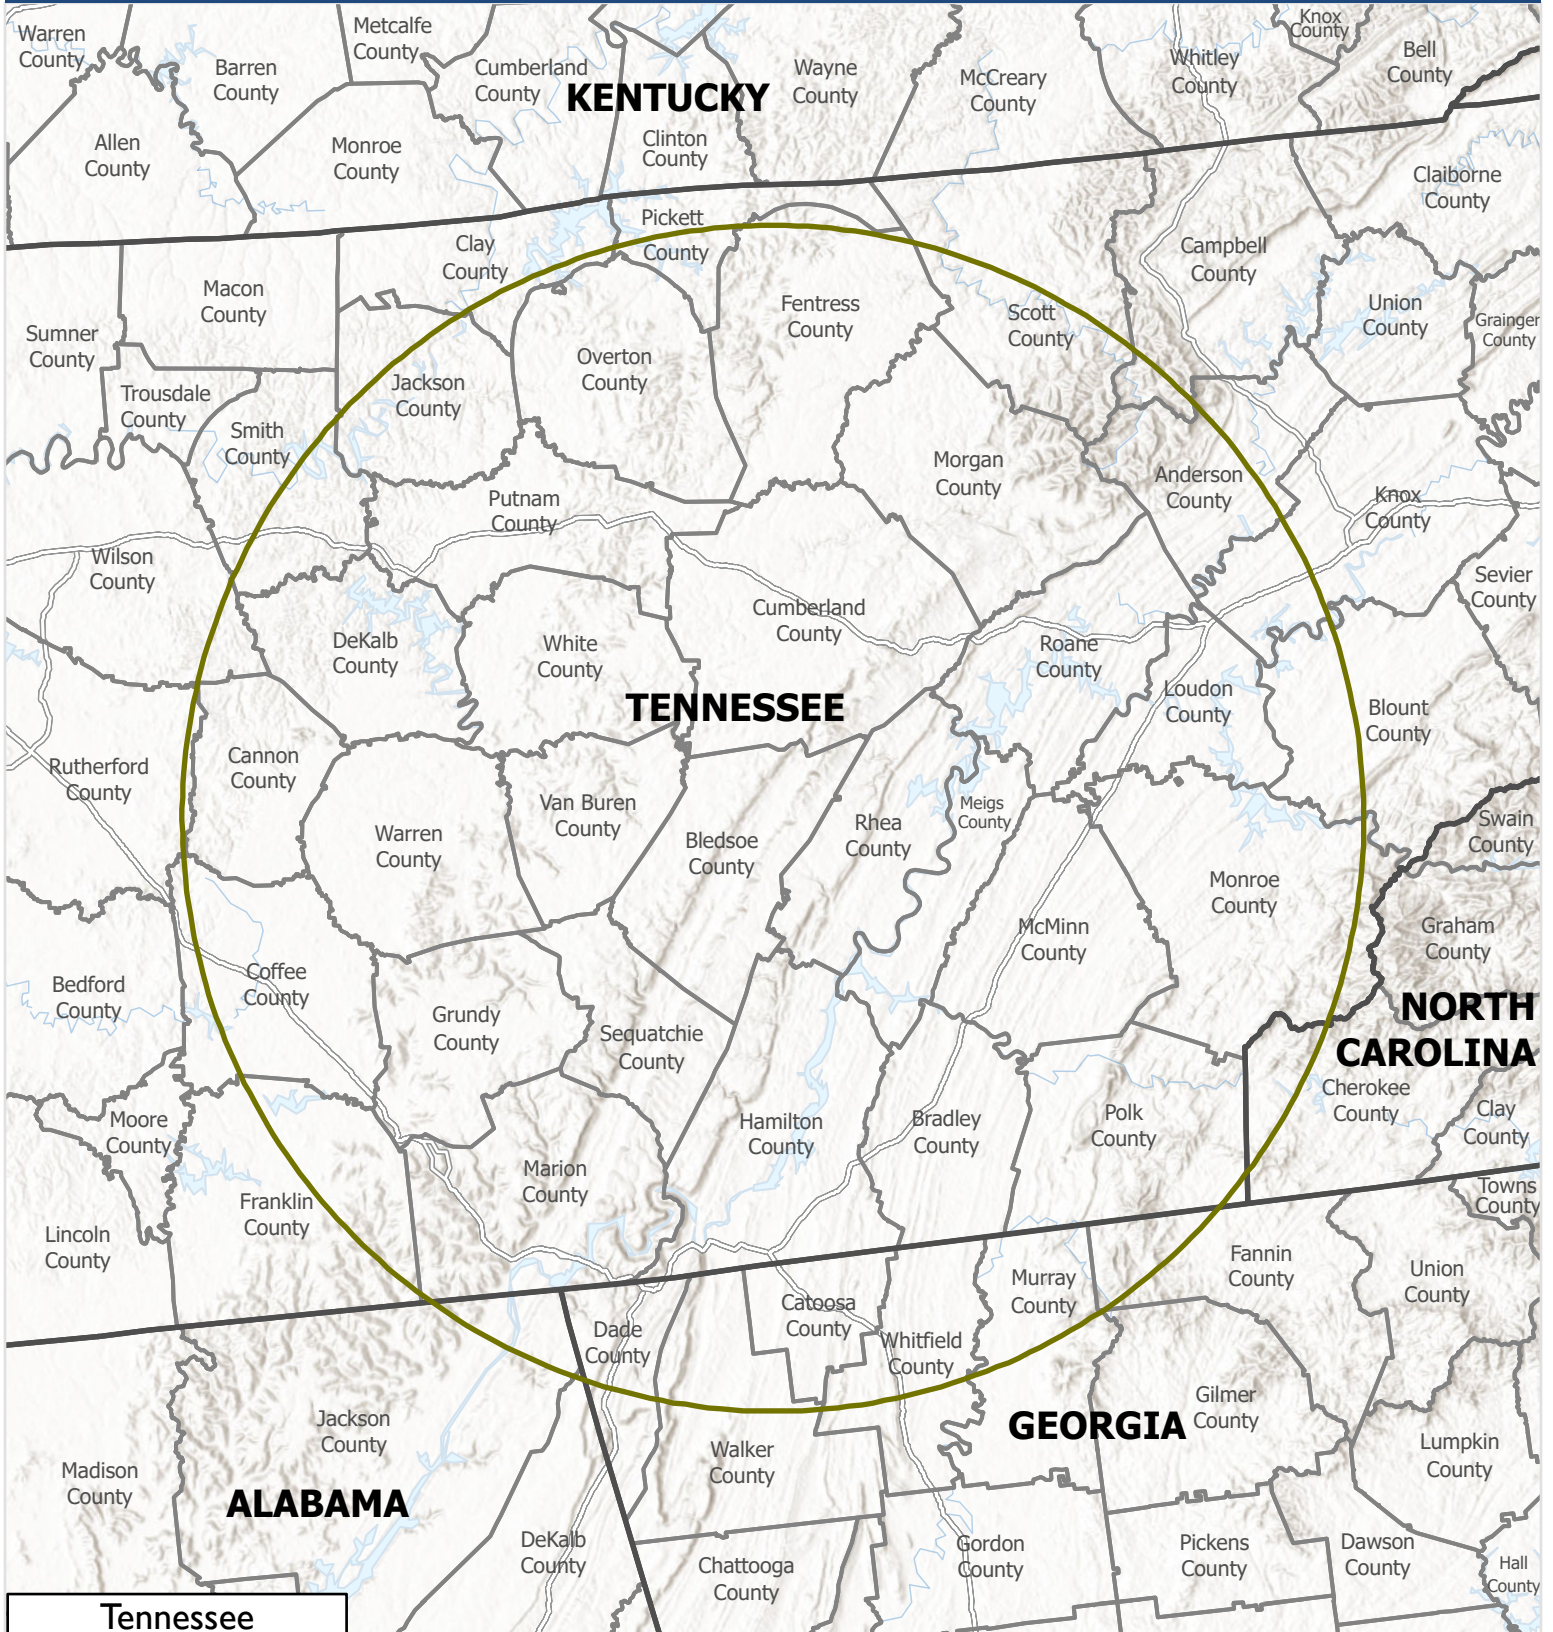 Warren
County
Metcalfe
County
Knox
County
Bell
County
Barren
County
Cumberland
County
KENTUCKY
Wayne
County
McCreary
County
Whitley
County
Allen
County
Monroe
County
Clinton
County
Claiborne
County
Pickett
County
Clay
County
Campbell
County
Macon
County
Fentress
County
Scott
County
Union
County
Grainger
County
Sumner
County
Overton
County
Jackson
County
Trousdale
County
Smith
County
Morgan
County
Anderson
County
Knox
County
Putnam
County
Wilson
County
Sevier
County
Cumberland
County
DeKalb
County
White
County
Roane
County
TENNESSEE
Loudon
County
Blount
County
Cannon
County
Rutherford
County
Van Buren
County
Meigs
County
Rhea
County
Swain
County
Warren
County
Bledsoe
County
Monroe
County
McMinn
County
Graham
County
Coffee
County
Bedford
County
Grundy
County
Sequatchie
County
NORTH
CAROLINA
Cherokee
County
Moore
County
Hamilton
County
Bradley
County
Polk
County
Clay
County
Marion
County
Franklin
County
Towns
County
Lincoln
County
Fannin
County
Union
County
Murray
County
Catoosa
County
Dade
County
Whitfield
County
Gilmer
County
GEORGIA
Jackson
County
Walker
County
Lumpkin
County
Madison
County
ALABAMA
DeKalb
County
Gordon
County
Pickens
County
Dawson
County
Chattooga
County
Hall
County
Tennessee